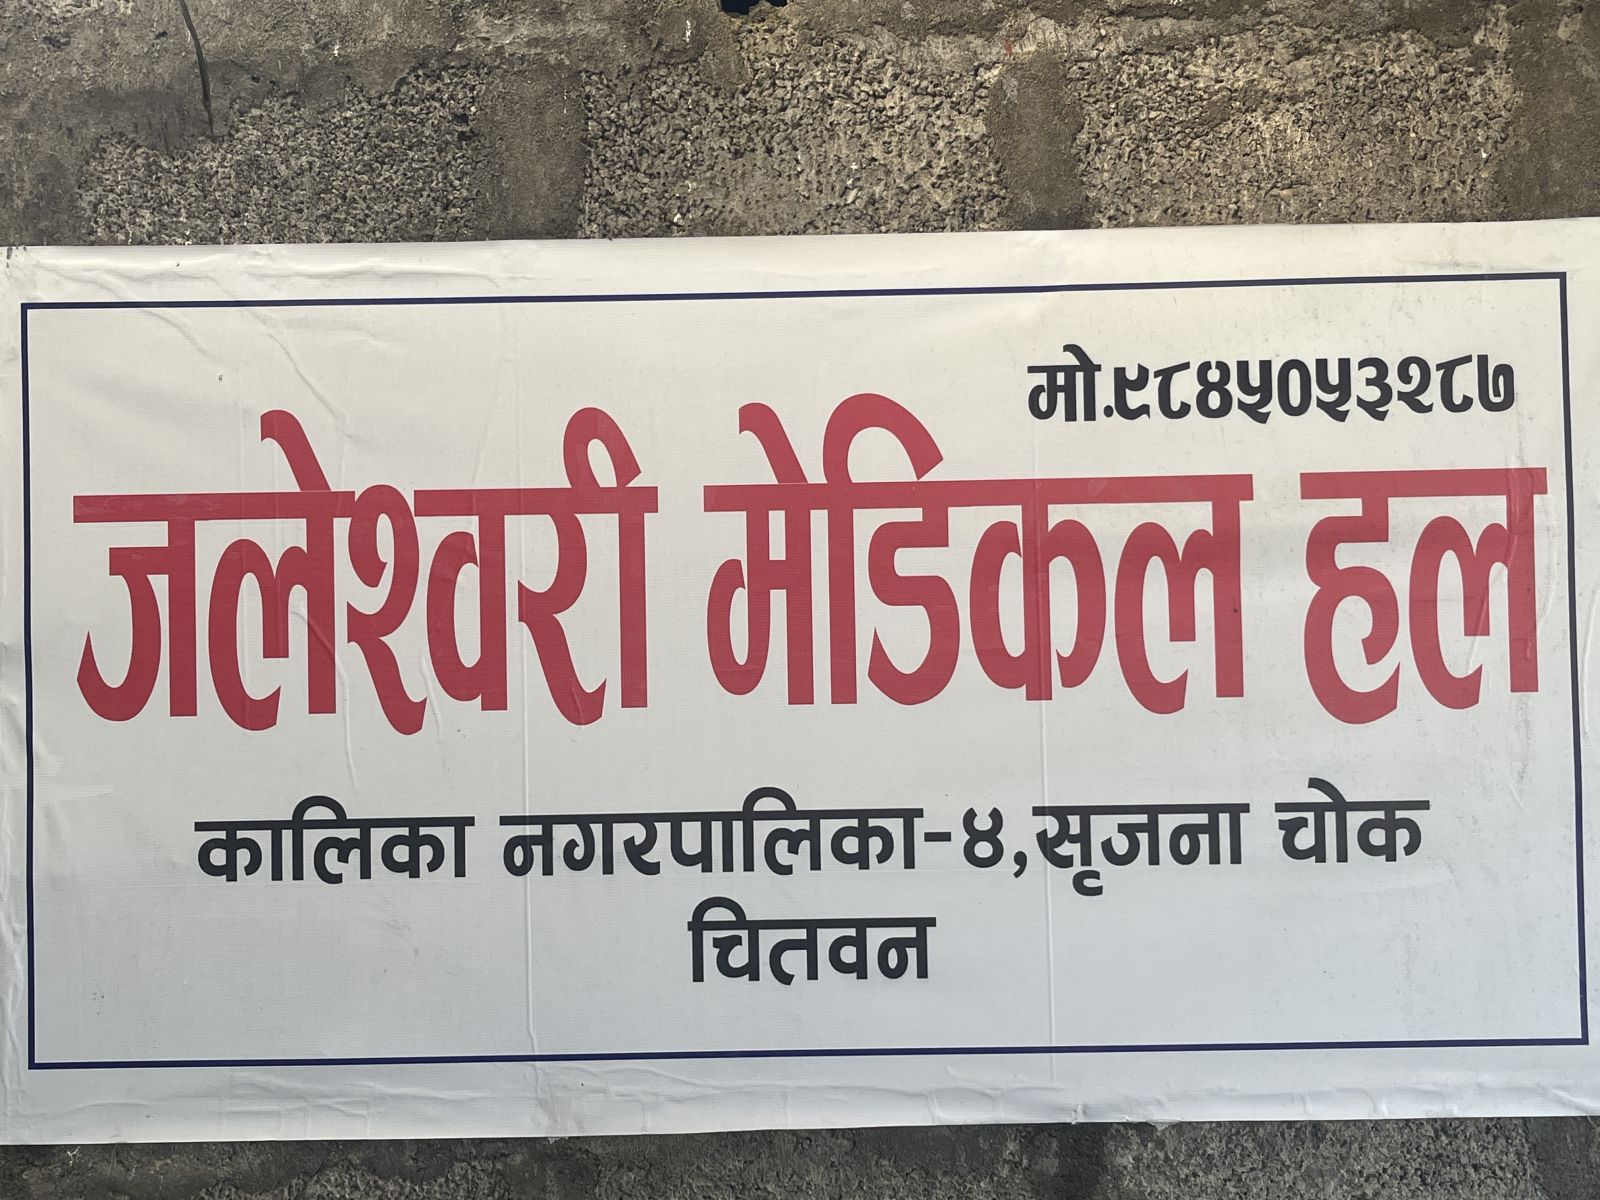 मो.९८४५०५३२८७
जलेश्वरी मेडिकल हल
कालिका नगरपालिका-४,सृजना चोक
चितवन